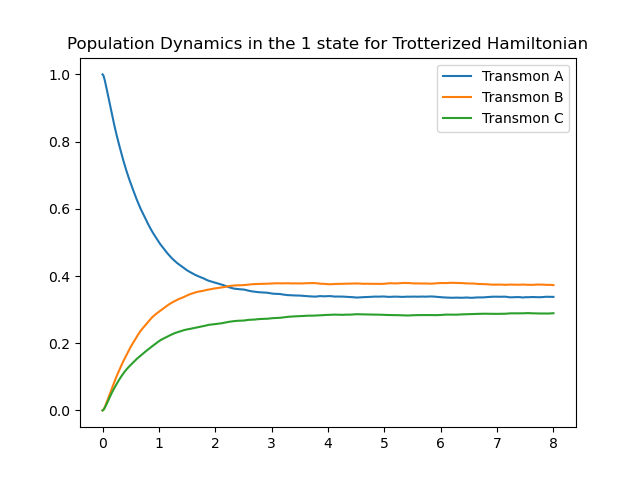 Population Dynamics in the 1 state for Trotterized Hamiltonian
Transmon A
Transmon B
Transmon C
1.0
0.8
0.6
0.4
0.2
0.0
0 1 2 3 4 5 6 7 8